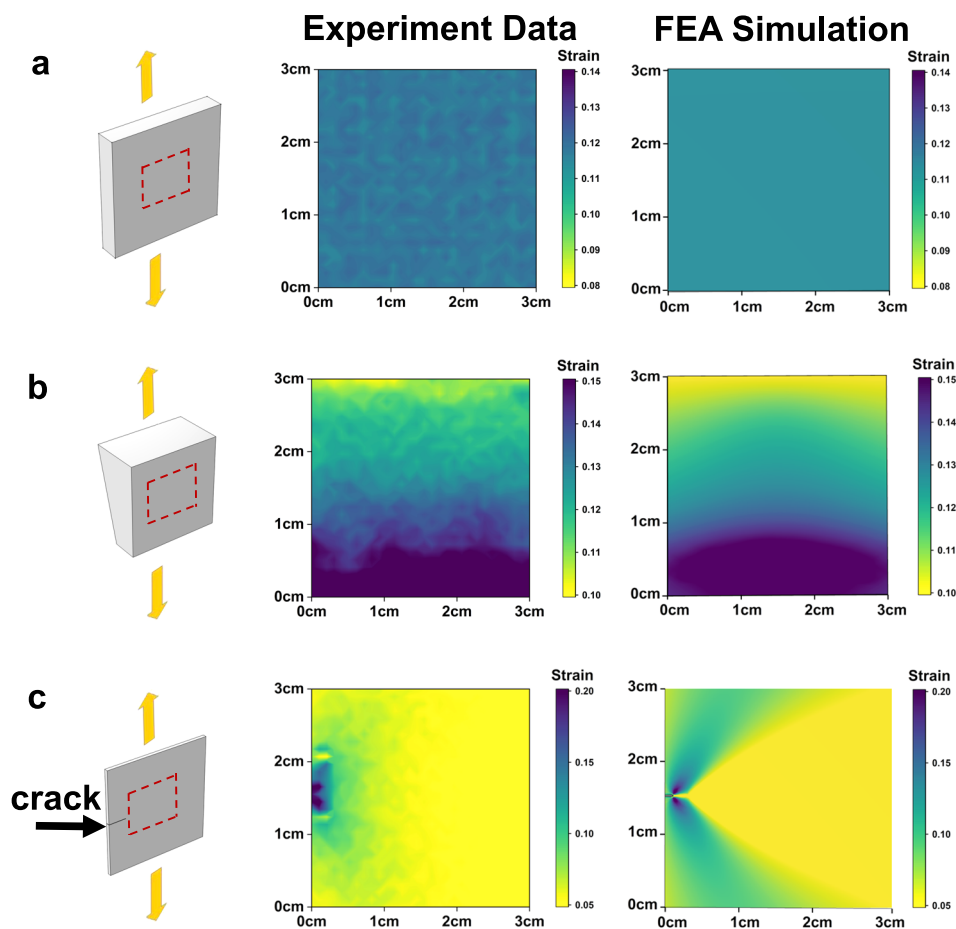 Experiment Data
FEA Simulation
a
Strain
3cm
2cm
1cm
0cm
0cm
1cm
2cm
3cm
0.14
0.13
0.12
0.11
0.10
0.09
0.08
Strain
3cm
2cm
1cm
0cm
0cm
1cm
2cm
3cm
0.14
0.13
0.12
0.11
0.10
0.09
0.08
b
Strain
3cm
2cm
1cm
0cm
0cm
1cm
2cm
3cm
0.15
0.14
0.13
0.12
0.11
0.10
Strain
3cm
2cm
1cm
0cm
0cm
1cm
2cm
3cm
0.15
0.14
0.13
0.12
0.11
0.10
c
crack
Strain
3cm
2cm
1cm
0cm
0cm
1cm
2cm
3cm
0.20
0.15
0.10
0.05
Strain
3cm
2cm
1cm
0cm
0cm
1cm
2cm
3cm
0.20
0.15
0.10
0.05